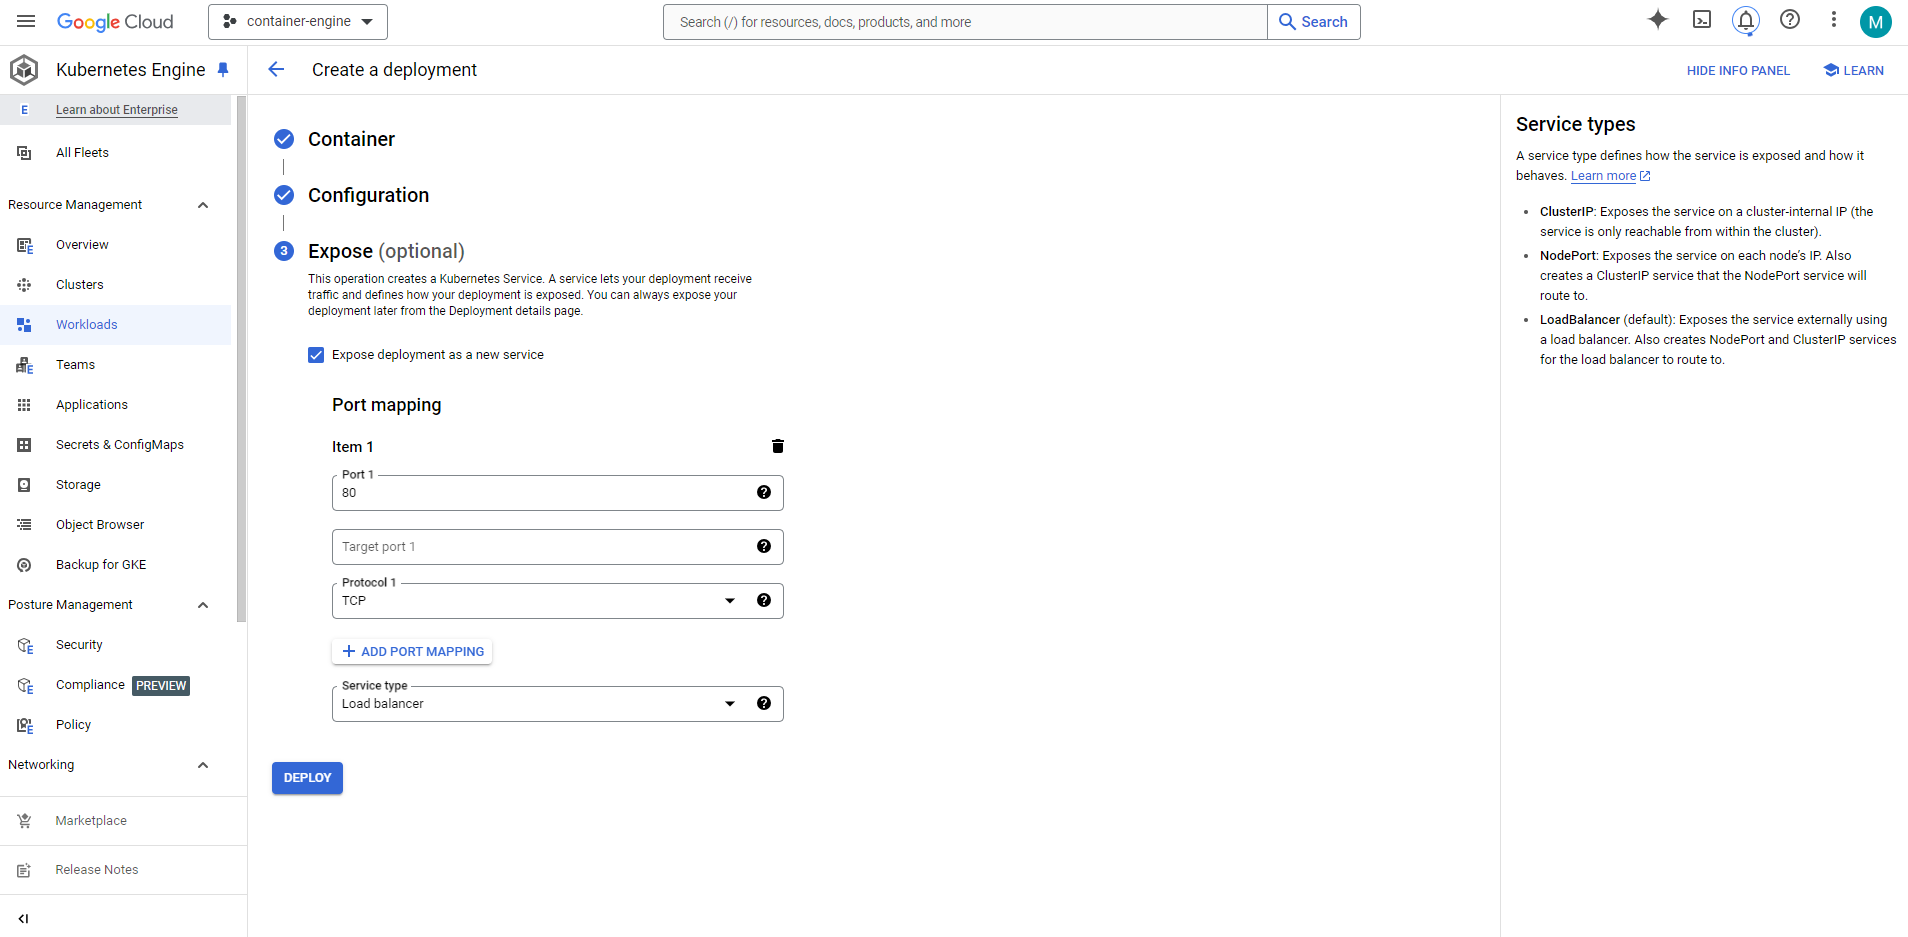 Google Cloud
container-engine
Search (/) for resources, docs, products, and more
Search
M
Kubernetes Engine
Create a deployment
HIDE INFO PANEL
LEARN
E
Learn about Enterprise
All Fleets
Resource Management
Overview
Clusters
Workloads
Teams
Applications
Secrets & ConfigMaps
Storage
Object Browser
Backup for GKE
Posture Management
Security
Compliance PREVIEW
Policy
Networking
Marketplace
Release Notes
Container
Configuration
3 Expose (optional)
This operation creates a Kubernetes Service. A service lets your deployment receive
traffic and defines how your deployment is exposed. You can always expose your
deployment later from the Deployment details page.
Expose deployment as a new service
Port mapping
Item 1
Port 1
80
Target port 1
Protocol 1
TCP
ADD PORT MAPPING
Service type
Load balancer
DEPLOY
Service types
A service type defines how the service is exposed and how it
behaves. Learn more
• ClusterIP: Exposes the service on a cluster-internal IP (the
service is only reachable from within the cluster).
• NodePort: Exposes the service on each node’s IP. Also
creates a ClusterIP service that the NodePort service will
route to.
• LoadBalancer (default): Exposes the service externally using
a load balancer. Also creates NodePort and ClusterIP services
for the load balancer to route to.